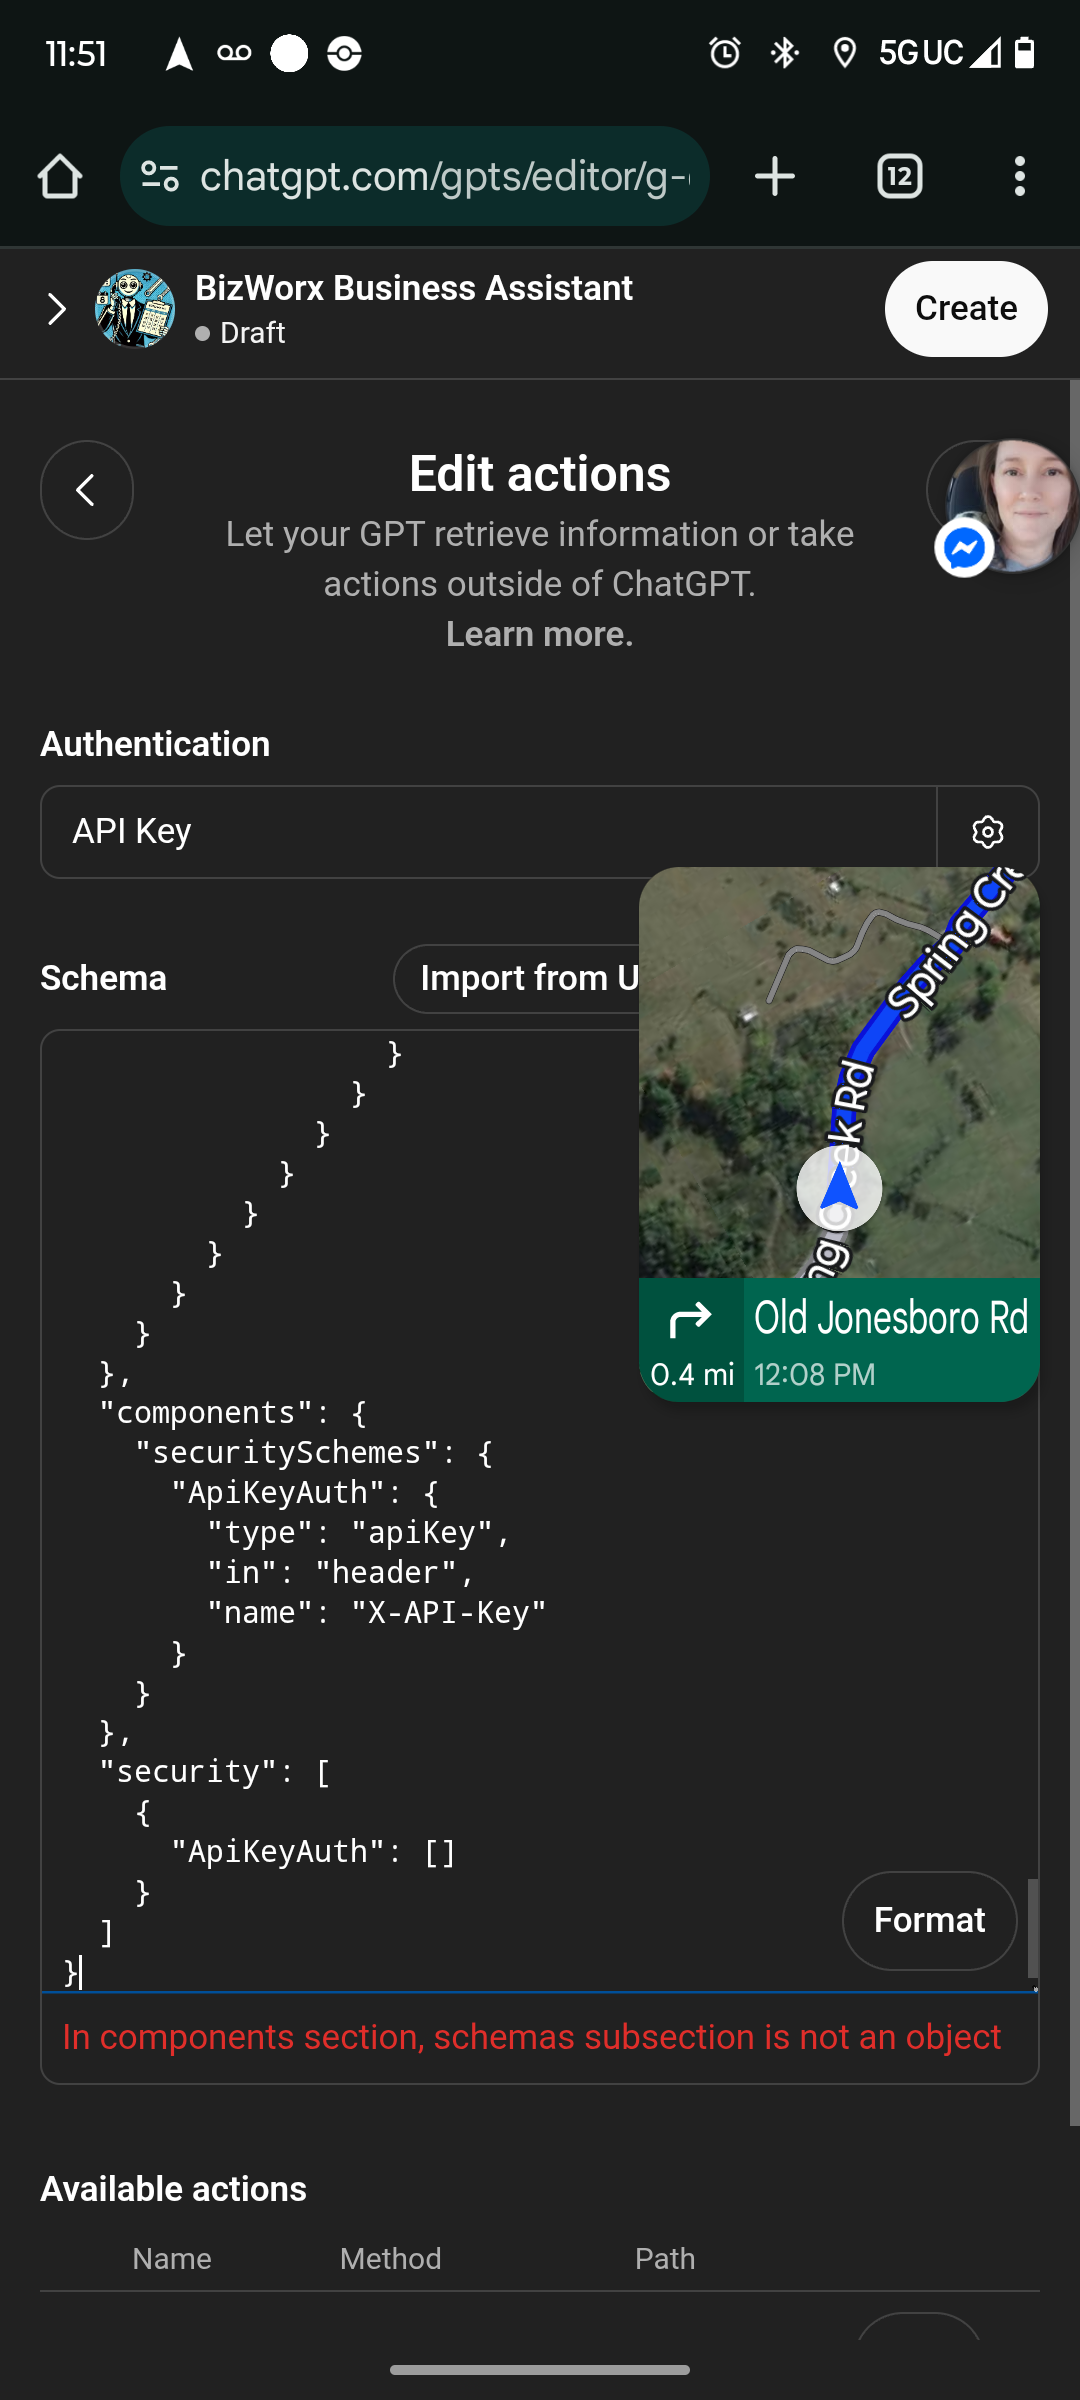 11:51
5G UC
chatgpt.com/gpts/editor/g-
12
BizWorx Business Assistant
Draft
Create
Edit actions
Let your GPT retrieve information or take
actions outside of ChatGPT.
Learn more.
Authentication
API Key
Schema
Import from U
Spring Cr
ek Rd
ng C
Old Jonesboro Rd
0.4 mi
12:08 PM
}
}
}
}
}
}
}
}
},
"components": {
"securitySchemes": {
"ApiKeyAuth": {
"type": "apiKey",
"in": "header",
"name": "X-API-Key"
}
}
},
"security": [
{
"ApiKeyAuth": []
}
]
}
Format
In components section, schemas subsection is not an object
Available actions
Name Method Path